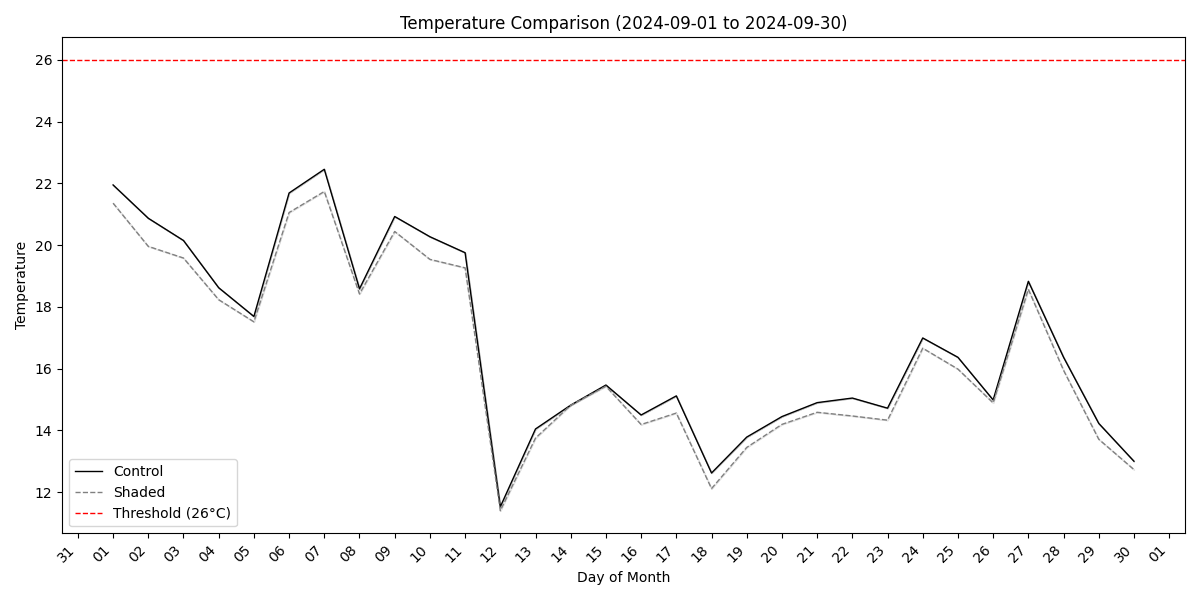 Temperature Comparison (2024-09-01 to 2024-09-30)
26
24
22
20
18
16
14
12
Temperature
Control
Shaded
Threshold (26°C)
31 01 02 03 04 05 06 07 08 09 10 11 12 13 14 15 16 17 18 19 20 21 22 23 24 25 26 27 28 29 30 01
Day of Month